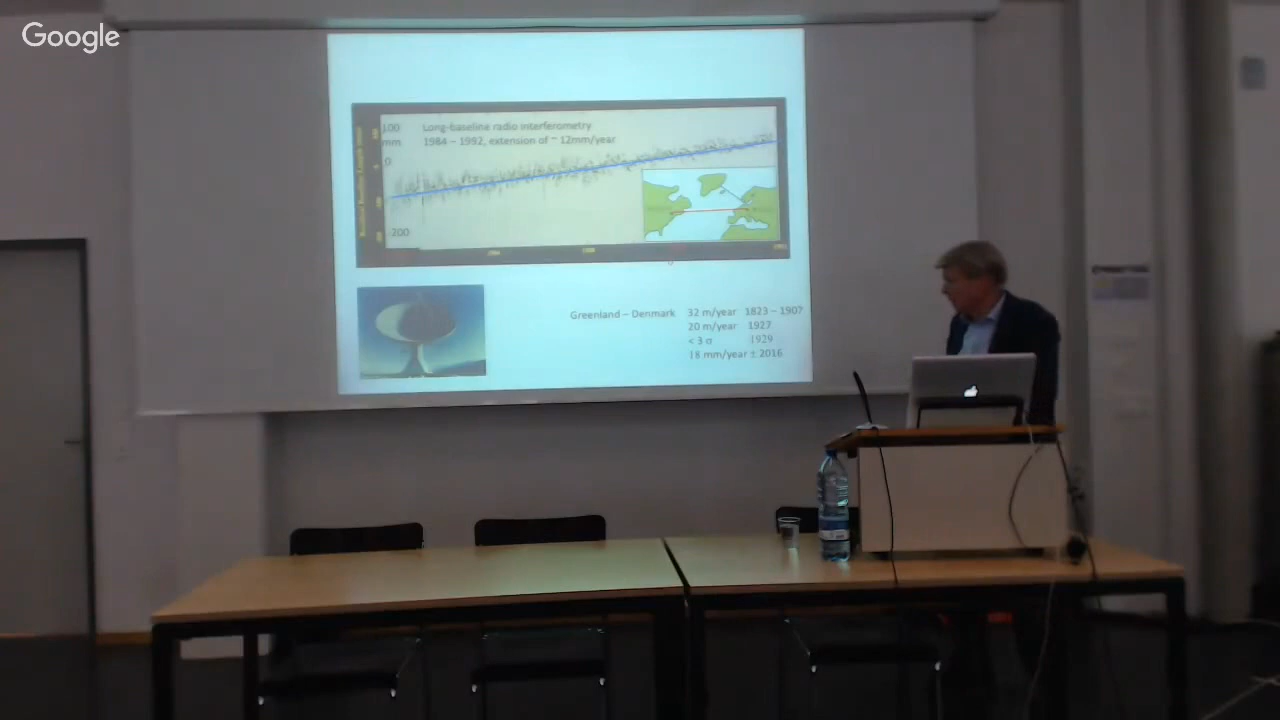 Google
100
Long-baseline radio interferometry
mm
1984 – 1992, extension of ~ 12mm/year
0
200
Greenland – Denmark 32 m/year 1823 – 1907
20 m/year 1927
< 3 σ 1929
18 mm/year ± 2016